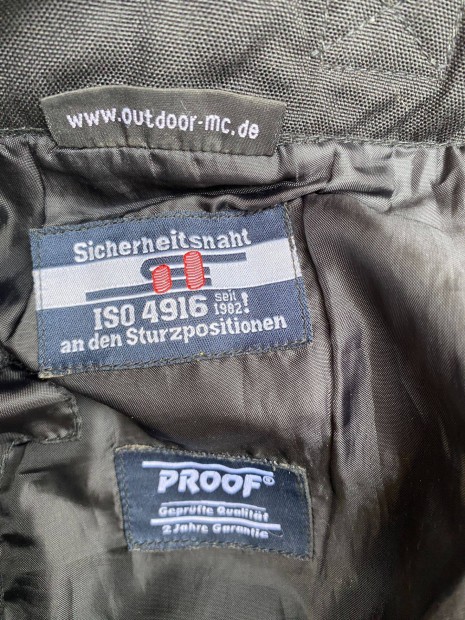 www.outdoor-mc.de
Sicherheitsnaht
ISO 4916 seit 1982!
an den Sturzpositionen
PROOF®
Geprüfte Qualität
2 Jahre Garantie